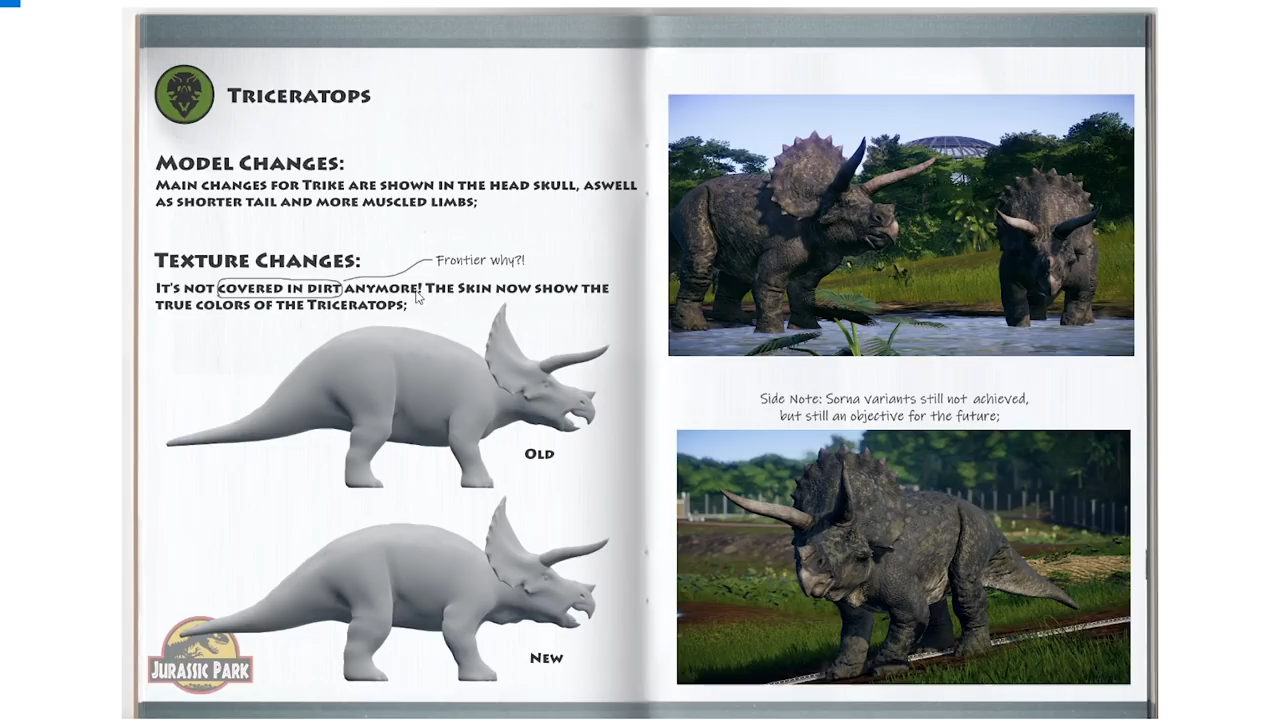 Triceratops
Model Changes:
Main changes for Trike are shown in the head skull, aswell
as shorter tail and more muscled limbs;
Texture Changes:
Frontier why?!
It's not covered in dirt anymore! The Skin now show the
true colors of the Triceratops;
Old
New
JURASSIC PARK
Side Note: Sorna variants still not achieved,
but still an objective for the future;